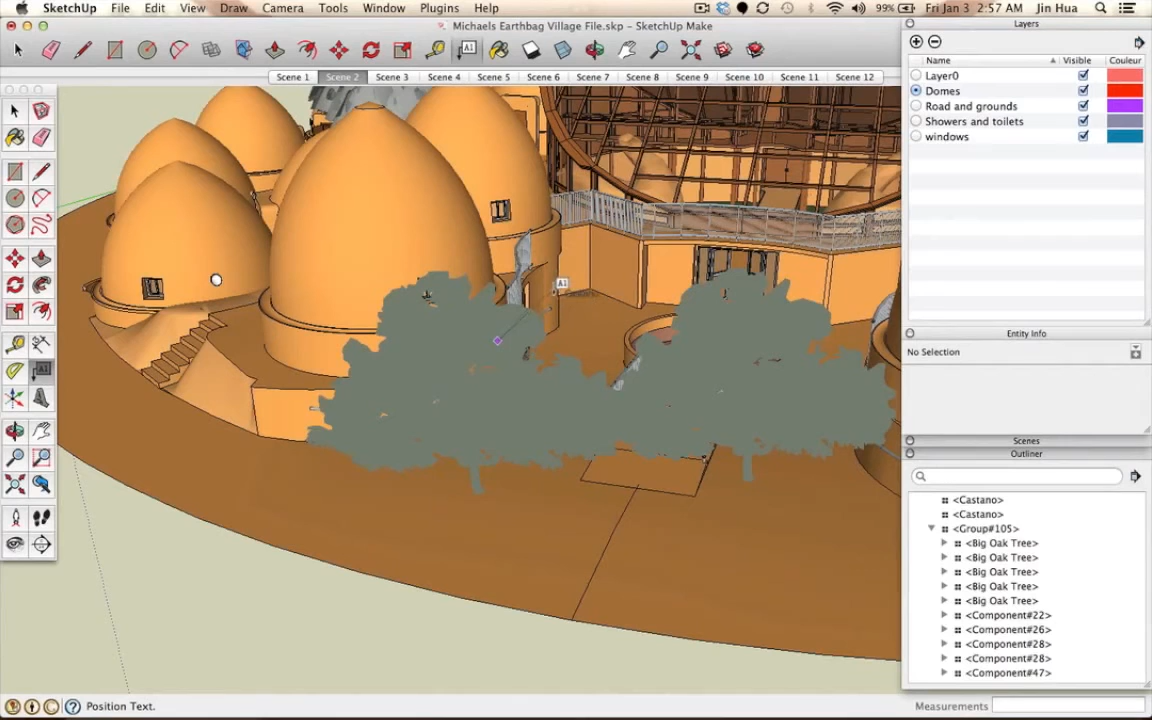 SketchUp File Edit View Draw Camera Tools Window Plugins Help 99% Fri Jan 3 2:57 AM Jin Hua
Michaels Earthbag Village File.skp - SketchUp Make
Scene 1 Scene 2 Scene 3 Scene 4 Scene 5 Scene 6 Scene 7 Scene 8 Scene 9 Scene 10 Scene 11 Scene 12
A1
Layers
Name Visible Couleur
Layer0
Domes
Road and grounds
Showers and toilets
windows
Entity Info
No Selection
Scenes
Outliner
<Castano>
<Castano>
<Group#105>
<Big Oak Tree>
<Big Oak Tree>
<Big Oak Tree>
<Big Oak Tree>
<Big Oak Tree>
<Component#22>
<Component#26>
<Component#28>
<Component#28>
<Component#47>
Position Text.
Measurements